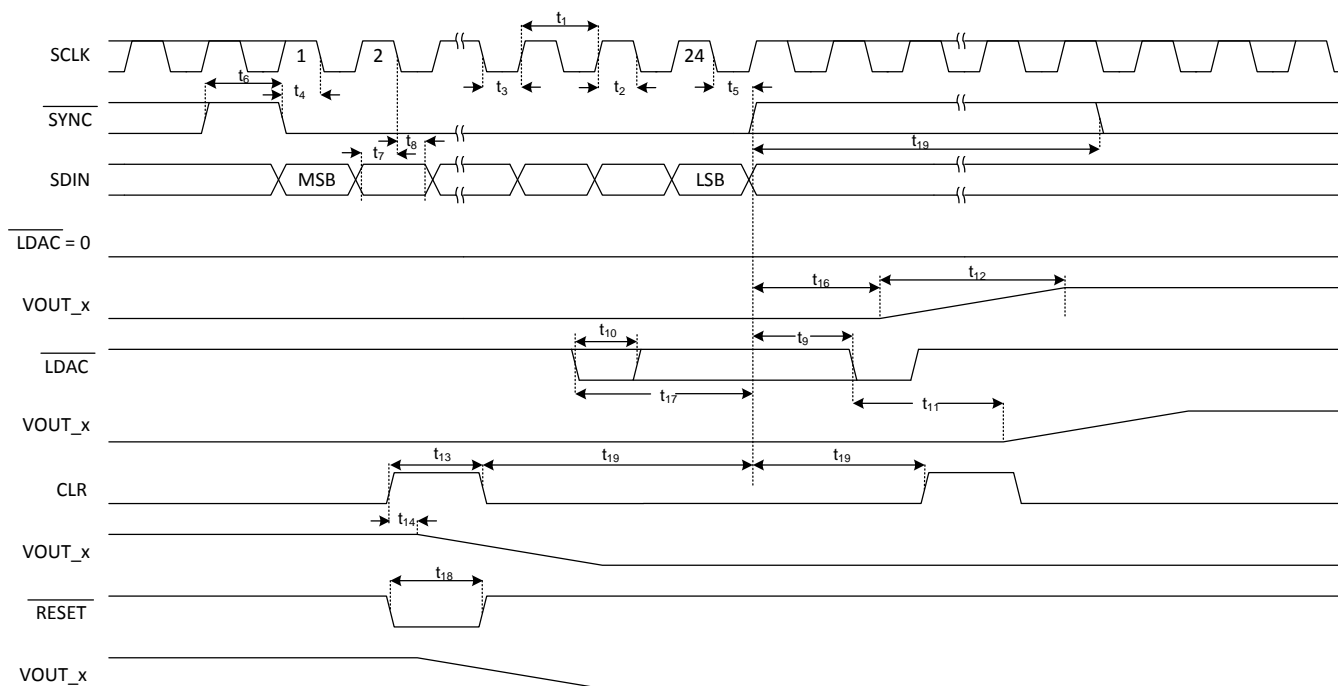 t1
SCLK
1
2
24
t6
t4
t3
t2
t5
SYNC
t8
t7
t19
SDIN
MSB
LSB
LDAC = 0
t16
t12
VOUT_x
t10
t9
LDAC
t17
t11
VOUT_x
t13
t19
t19
CLR
t14
VOUT_x
t18
RESET
VOUT_x